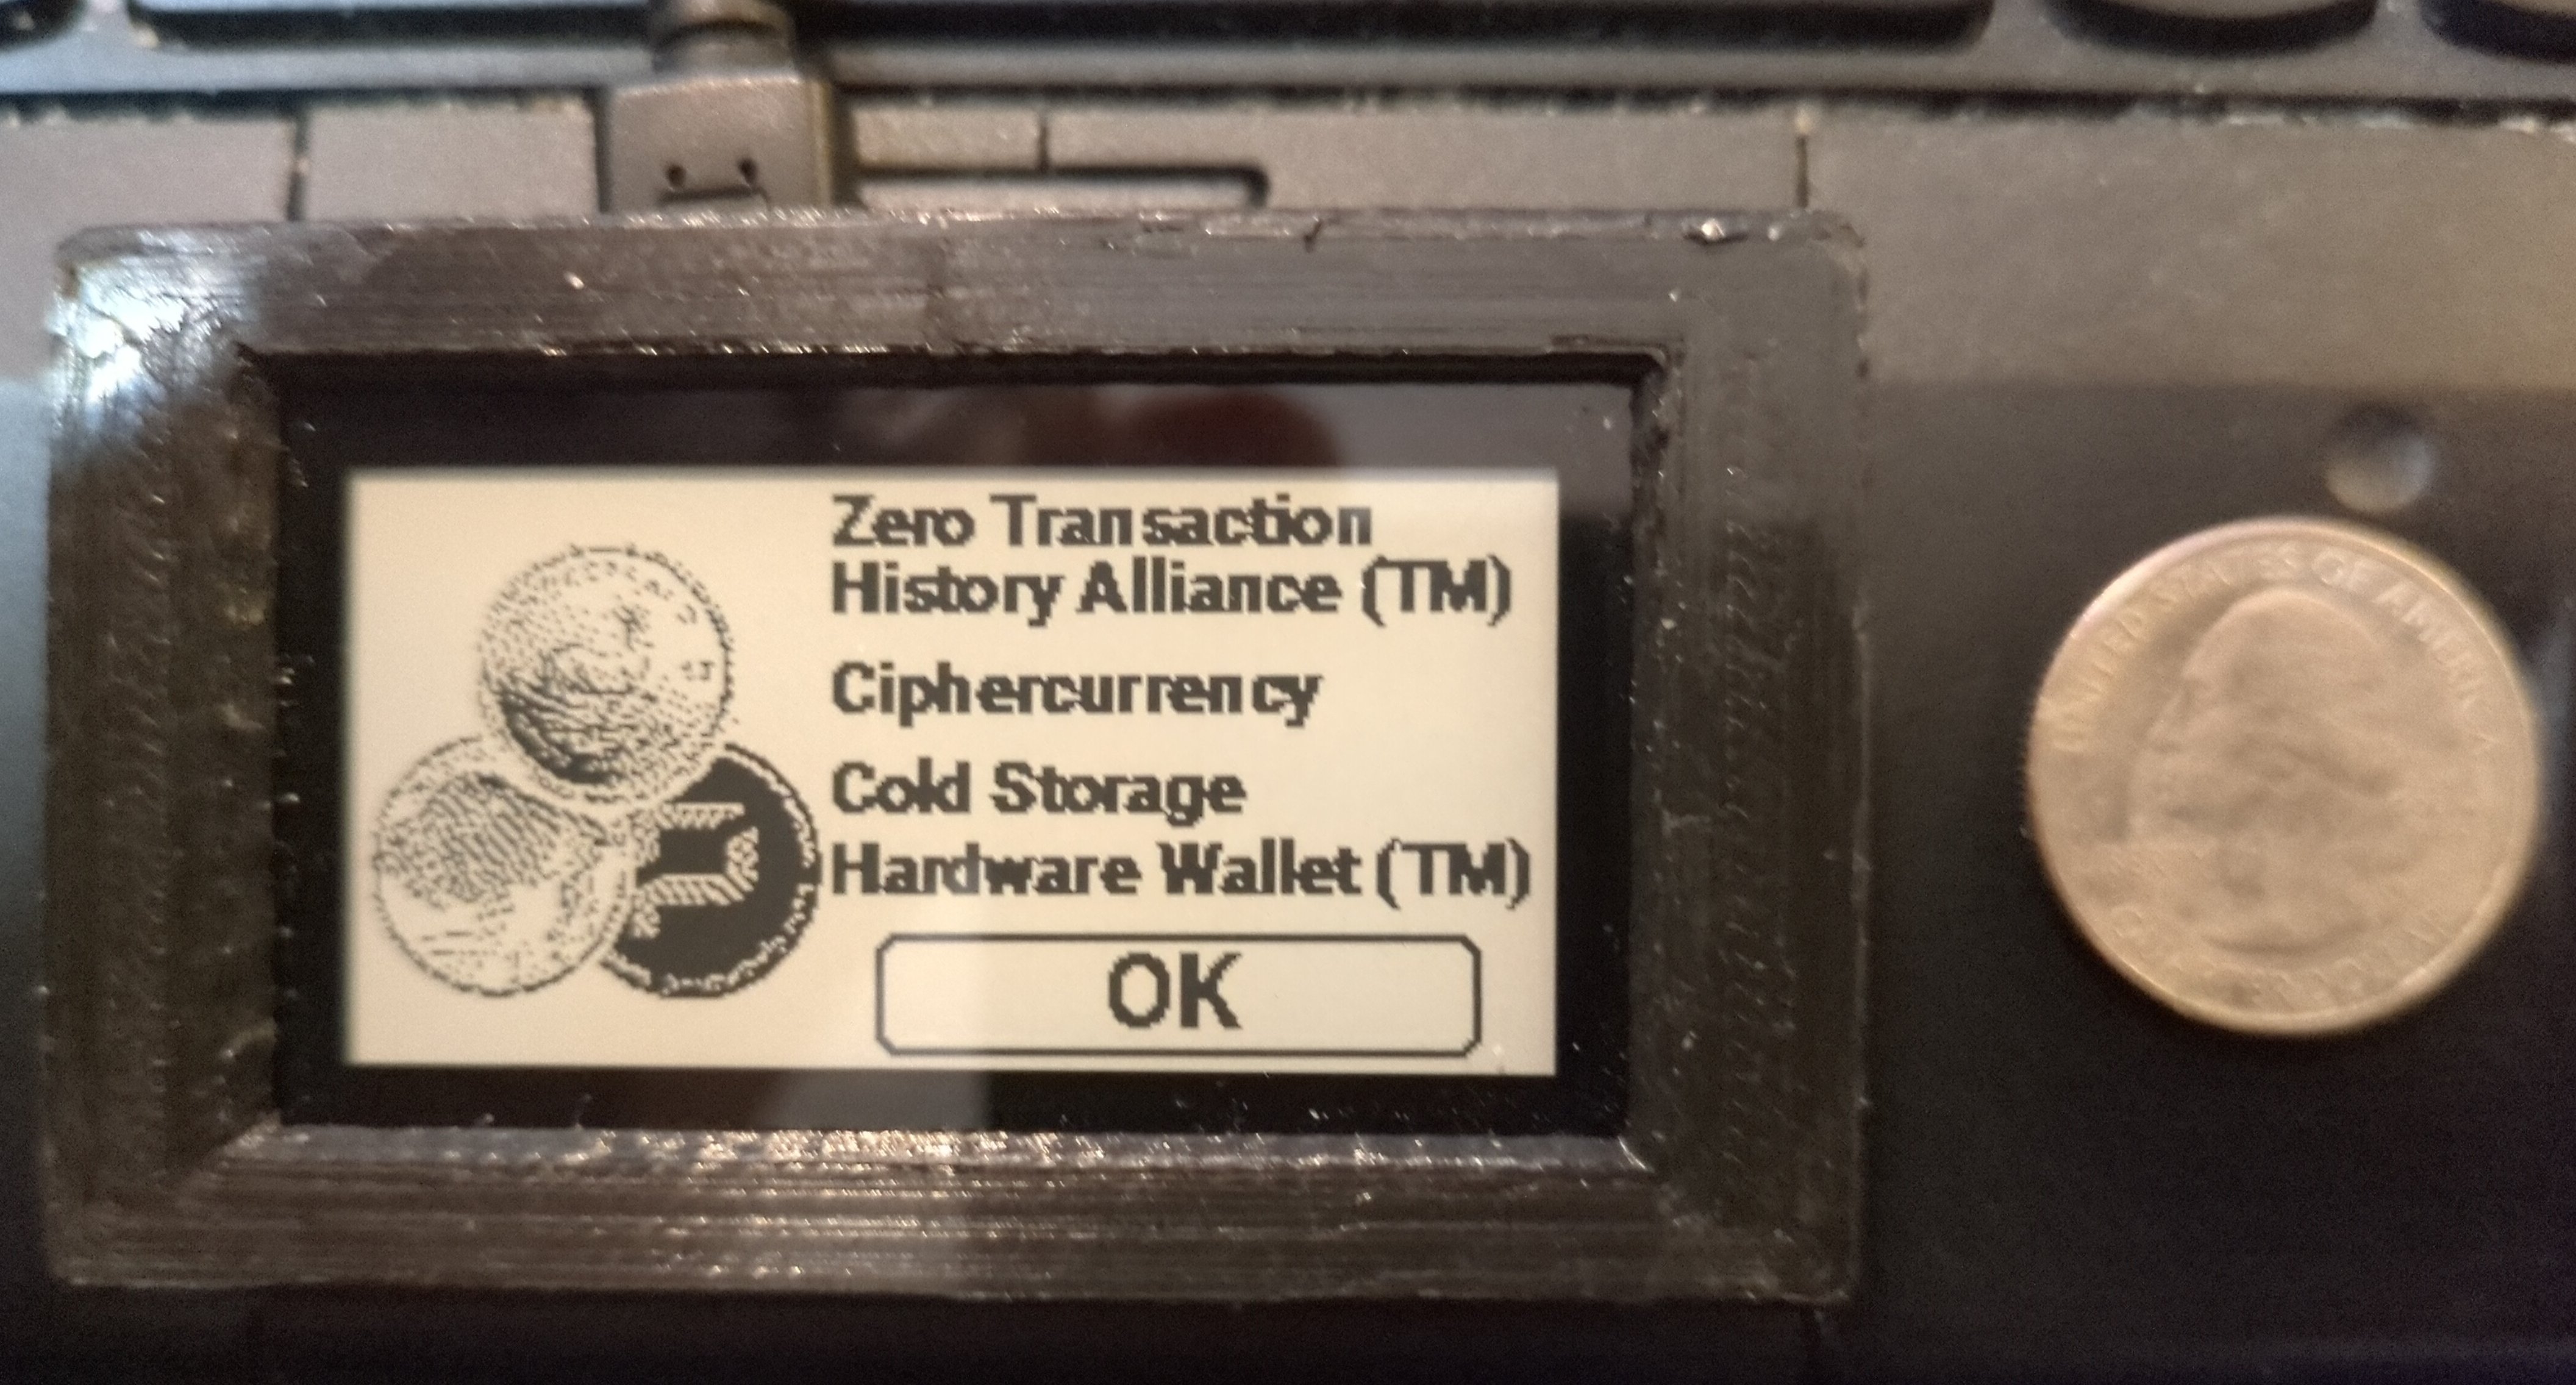 Zero Transaction
History Alliance (TM)
Ciphercurrency
Cold Storage
Hardware Wallet (TM)
OK
UNITED STATES OF AMERICA